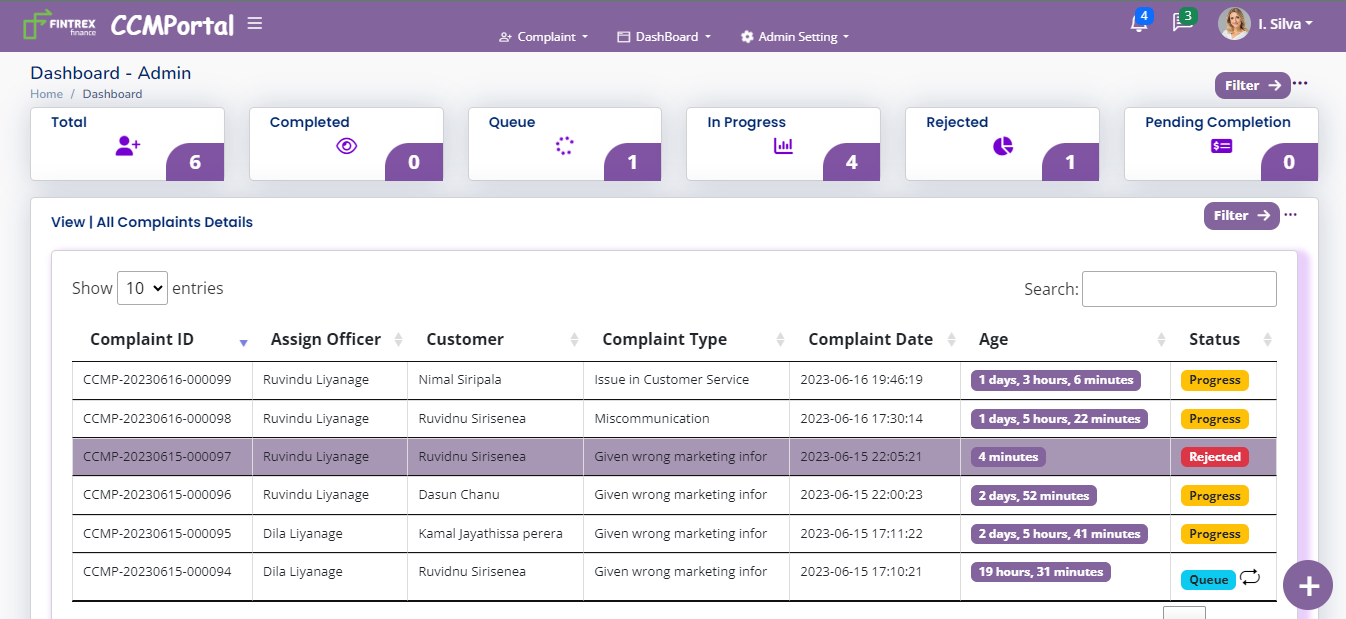 FINTREX
finance
CCMPortal
Complaint
DashBoard
Admin Setting
4
3
I. Silva
Dashboard - Admin
Home / Dashboard
Filter
Total
6
Completed
0
Queue
1
In Progress
4
Rejected
1
Pending Completion
0
View | All Complaints Details
Filter
Show 10 entries
Search:
Complaint ID Assign Officer Customer Complaint Type Complaint Date Age Status
CCMP-20230616-000099 Ruvindu Liyanage Nimal Siripala Issue in Customer Service 2023-06-16 19:46:19 1 days, 3 hours, 6 minutes Progress
CCMP-20230616-000098 Ruvindu Liyanage Ruvidnu Sirisenea Miscommunication 2023-06-16 17:30:14 1 days, 5 hours, 22 minutes Progress
CCMP-20230615-000097 Ruvindu Liyanage Ruvidnu Sirisenea Given wrong marketing infor 2023-06-15 22:05:21 4 minutes Rejected
CCMP-20230615-000096 Ruvindu Liyanage Dasun Chanu Given wrong marketing infor 2023-06-15 22:00:23 2 days, 52 minutes Progress
CCMP-20230615-000095 Dila Liyanage Kamal Jayathissa perera Given wrong marketing infor 2023-06-15 17:11:22 2 days, 5 hours, 41 minutes Progress
CCMP-20230615-000094 Dila Liyanage Ruvidnu Sirisenea Given wrong marketing infor 2023-06-15 17:10:21 19 hours, 31 minutes Queue